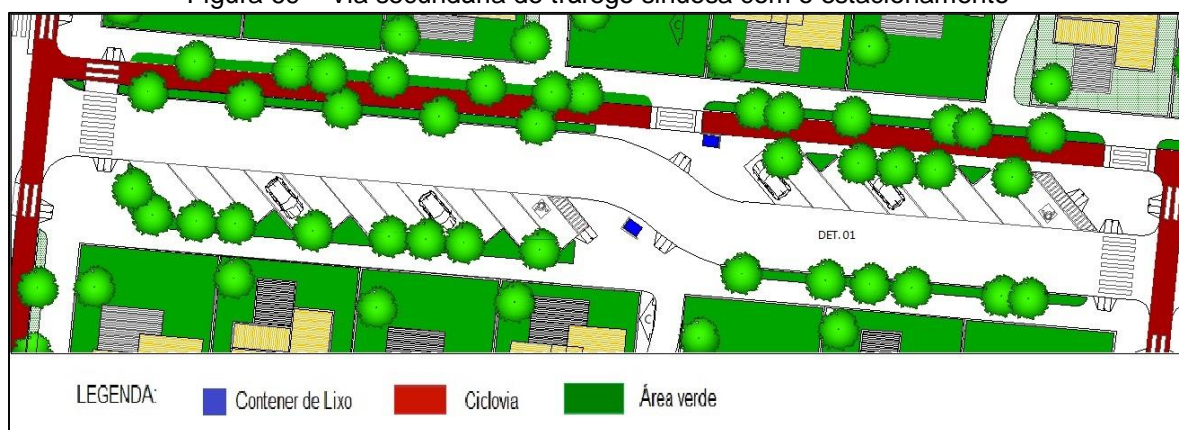 DET. 01
LEGENDA:
Contener de Lixo
Ciclovia
Área verde